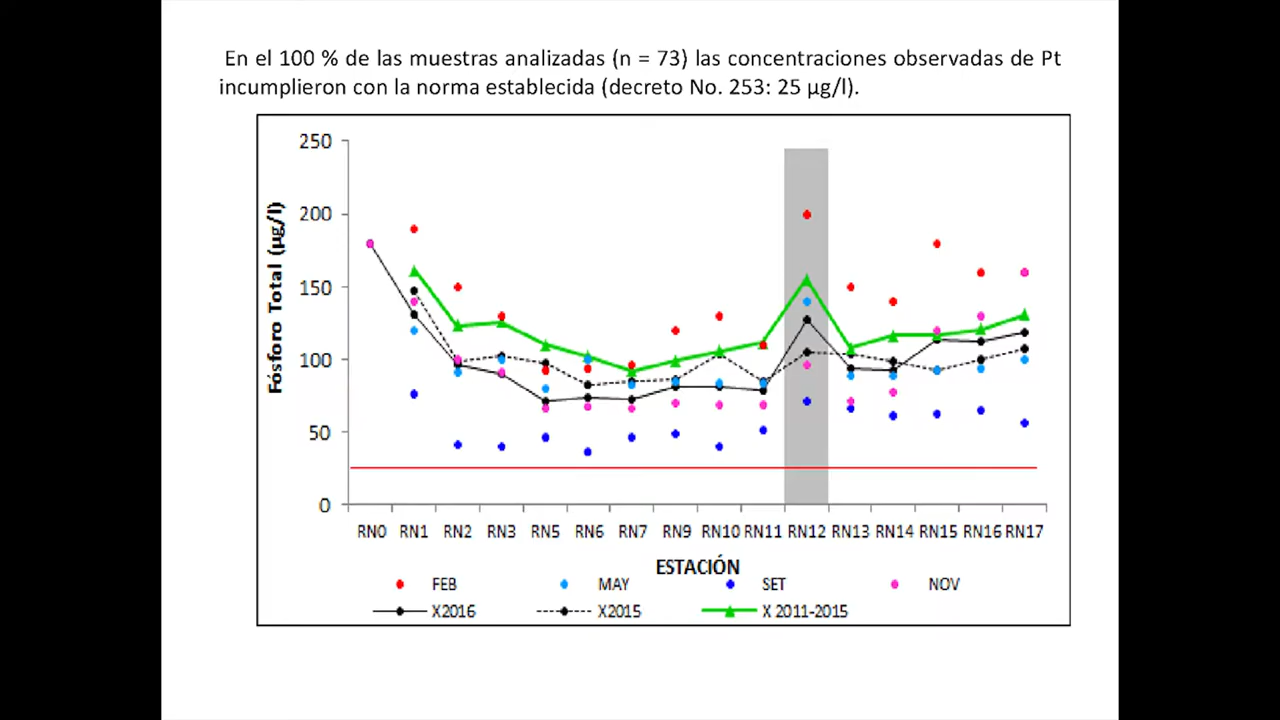 En el 100 % de las muestras analizadas (n = 73) las concentraciones observadas de Pt
incumplieron con la norma establecida (decreto No. 253: 25 µg/l).
250
200
150
100
50
0
Fósforo Total (µg/l)
RN0 RN1 RN2 RN3 RN5 RN6 RN7 RN9 RN10 RN11 RN12 RN13 RN14 RN15 RN16 RN17
ESTACIÓN
FEB MAY SET NOV
X2016 X2015 X 2011-2015